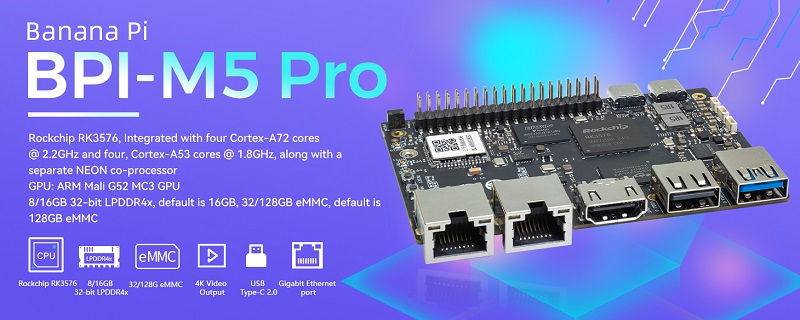 Banana Pi
BPI-M5 Pro
Rockchip RK3576, Integrated with four Cortex-A72 cores
@ 2.2GHz and four, Cortex-A53 cores @ 1.8GHz, along with a
separate NEON co-processor
GPU: ARM Mali G52 MC3 GPU
8/16GB 32-bit LPDDR4x, default is 16GB, 32/128GB eMMC, default is
128GB eMMC
CPU
LPDDR4x
eMMC
Rockchip RK3576
8/16GB
32-bit LPDDR4x
32/128G eMMC
4K Video
Output
USB
Type-C 2.0
Gigabit Ethernet
port
Rockchip
RK3576